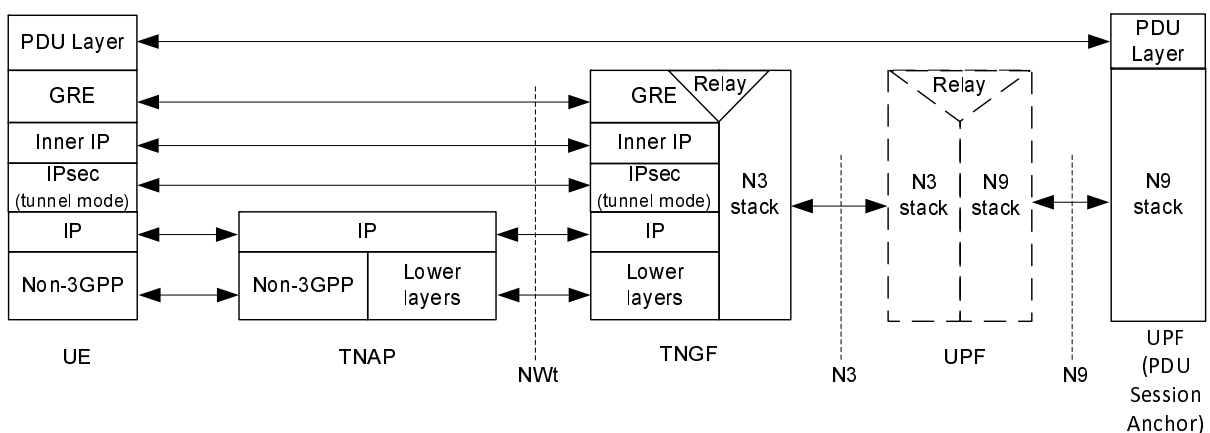 PDU Layer
PDU
Layer
GRE
GRE
Relay
Relay
Inner IP
Inner IP
IPsec
(tunnel mode)
IPsec
(tunnel mode)
N3
stack
N3
stack
N9
stack
N9
stack
IP
IP
IP
Non-3GPP
Non-3GPP
Lower
layers
Lower
layers
UE
TNAP
NWt
TNGF
N3
UPF
N9
UPF
(PDU
Session
Anchor)